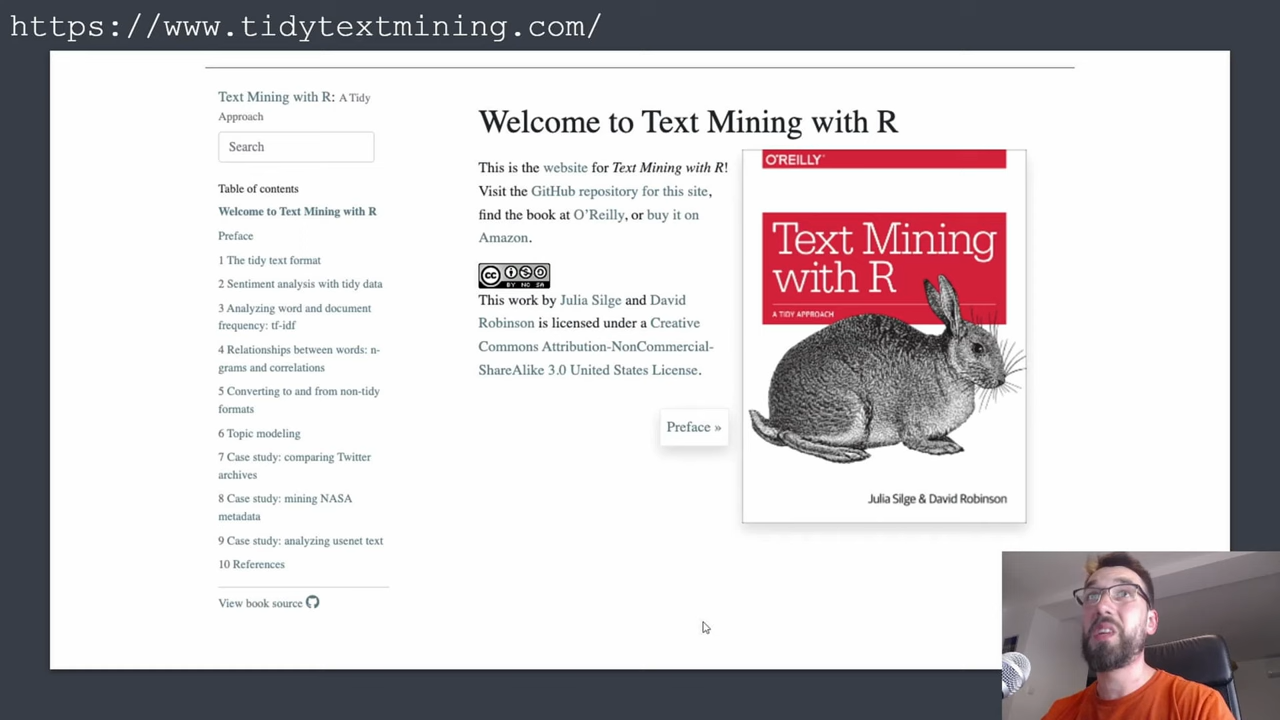 https://www.tidytextmining.com/
Text Mining with R: A Tidy
Approach
Search
Table of contents
Welcome to Text Mining with R
Preface
1 The tidy text format
2 Sentiment analysis with tidy data
3 Analyzing word and document
frequency: tf-idf
4 Relationships between words: n-
grams and correlations
5 Converting to and from non-tidy
formats
6 Topic modeling
7 Case study: comparing Twitter
archives
8 Case study: mining NASA
metadata
9 Case study: analyzing usenet text
10 References
View book source
Welcome to Text Mining with R
This is the website for Text Mining with R!
Visit the GitHub repository for this site,
find the book at O’Reilly, or buy it on
Amazon.
cc
BY NC SA
This work by Julia Silge and David
Robinson is licensed under a Creative
Commons Attribution-NonCommercial-
ShareAlike 3.0 United States License.
Preface »
O'REILLY®
Text Mining
with R
A TIDY APPROACH
Julia Silge & David Robinson